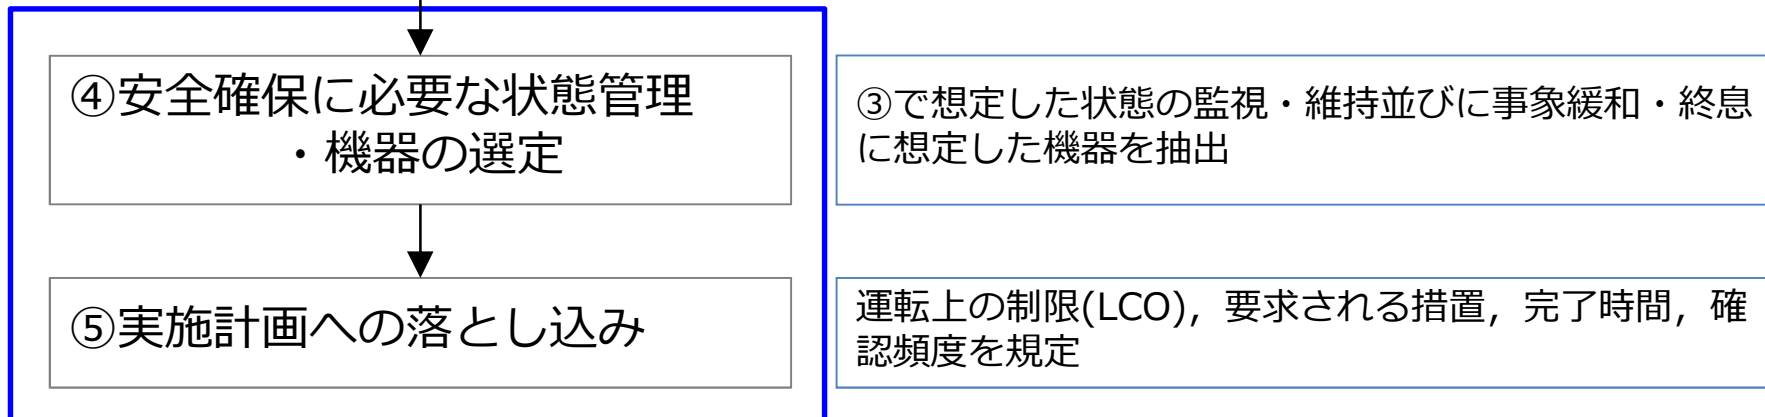 ④安全確保に必要な状態管理
・機器の選定
③で想定した状態の監視・維持並びに事象緩和・終息
に想定した機器を抽出
⑤実施計画への落とし込み
運転上の制限(LCO)，要求される措置，完了時間，確
認頻度を規定